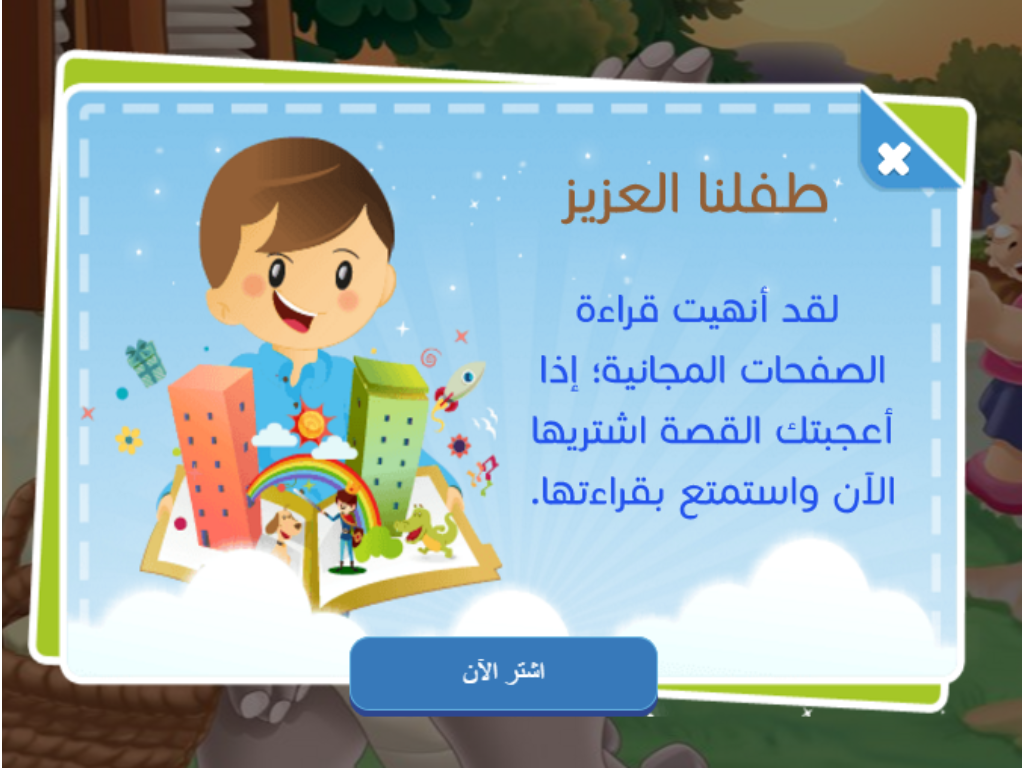 طفلنا العزيز
لقد أنهيت قراءة
الصفحات المجانية؛ إذا
أعجبتك القصة اشتريها
الآن واستمتع بقراءتها.
اشتر الآن